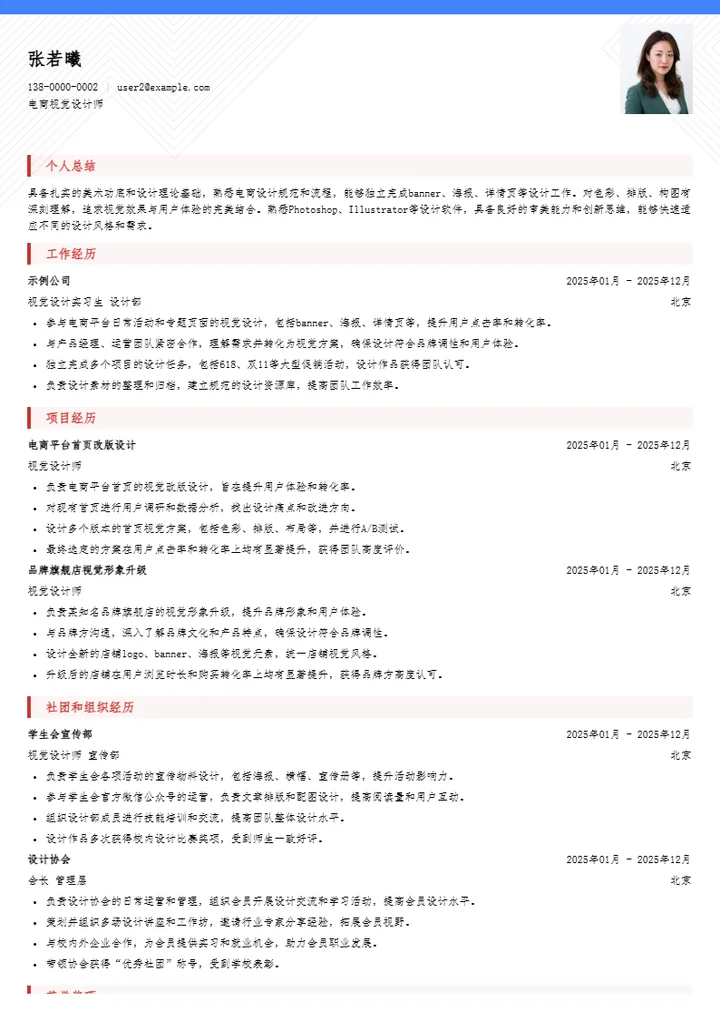 张若曦
138-0000-0002 | user2@example.com
电商视觉设计师
个人总结
具备扎实的美术功底和设计理论基础，熟悉电商设计规范和流程，能够独立完成banner、海报、详情页等设计工作。对色彩、排版、构图有
深刻理解，追求视觉效果与用户体验的完美结合。熟悉Photoshop、Illustrator等设计软件，具备良好的审美能力和创新思维，能够快速适
应不同的设计风格和需求。
工作经历
示例公司 2025年01月 - 2025年12月
视觉设计实习生 设计部 北京
• 参与电商平台日常活动和专题页面的视觉设计，包括banner、海报、详情页等，提升用户点击率和转化率。
• 与产品经理、运营团队紧密合作，理解需求并转化为视觉方案，确保设计符合品牌调性和用户体验。
• 独立完成多个项目的设计任务，包括618、双11等大型促销活动，设计作品获得团队认可。
• 负责设计素材的整理和归档，建立规范的设计资源库，提高团队工作效率。
项目经历
电商平台首页改版设计 2025年01月 - 2025年12月
视觉设计师 北京
• 负责电商平台首页的视觉改版设计，旨在提升用户体验和转化率。
• 对现有首页进行用户调研和数据分析，找出设计痛点和改进方向。
• 设计多个版本的首页视觉方案，包括色彩、排版、布局等，并进行A/B测试。
• 最终选定的方案在用户点击率和转化率上均有显著提升，获得团队高度评价。
品牌旗舰店视觉形象升级 2025年01月 - 2025年12月
视觉设计师 北京
• 负责某知名品牌旗舰店的视觉形象升级，提升品牌形象和用户体验。
• 与品牌方沟通，深入了解品牌文化和产品特点，确保设计符合品牌调性。
• 设计全新的店铺logo、banner、海报等视觉元素，统一店铺视觉风格。
• 升级后的店铺在用户浏览时长和购买转化率上均有显著提升，获得品牌方高度认可。
社团和组织经历
学生会宣传部 2025年01月 - 2025年12月
视觉设计师 宣传部 北京
• 负责学生会各项活动的宣传物料设计，包括海报、横幅、宣传册等，提升活动影响力。
• 参与学生会官方微信公众号的运营，负责文章排版和配图设计，提高阅读量和用户互动。
• 组织设计部成员进行技能培训和交流，提高团队整体设计水平。
• 设计作品多次获得校内设计比赛奖项，受到师生一致好评。
设计协会 2025年01月 - 2025年12月
会长 管理层 北京
• 负责设计协会的日常运营和管理，组织会员开展设计交流和学习活动，提高会员设计水平。
• 策划并组织多场设计讲座和工作坊，邀请行业专家分享经验，拓展会员视野。
• 与校内外企业合作，为会员提供实习和就业机会，助力会员职业发展。
• 带领协会获得“优秀社团”称号，受到学校表彰。